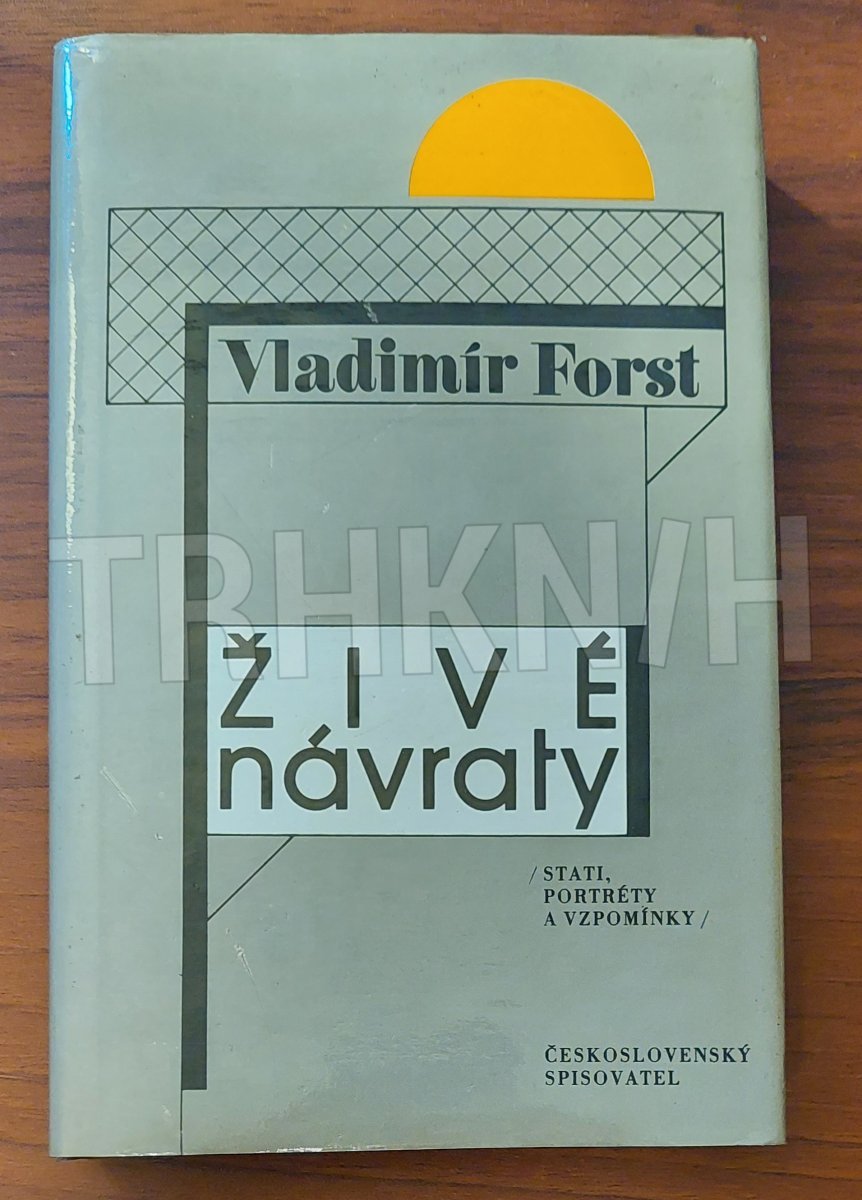 Vladimír Forst
TRHKNIH
ŽIVÉ
návraty
/STATI,
PORTRÉTY
A VZPOMÍNKY/
ČESKOSLOVENSKÝ
SPISOVATEL